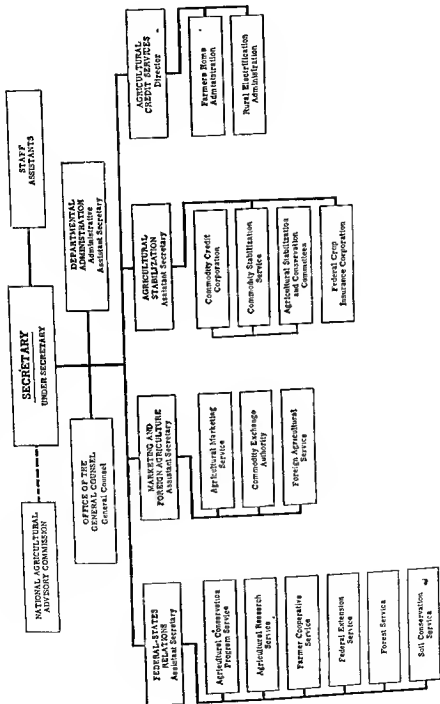 SECRETARY
UNDER SECRETARY
STAFF
ASSISTANTS
NATIONAL AGRICULTURAL
ADVISORY COMMISSION
OFFICE OF THE
GENERAL COUNSEL
General Counsel
DEPARTMENTAL
ADMINISTRATION
Administrative
Assistant Secretary
FEDERAL-STATES
RELATIONS
Assistant Secretary
Agricultural Conservation
Program Service
Agricultural Research
Service
Farmer Cooperative
Service
Federal Extension
Service
Forest Service
Soil Conservation
Service
MARKETING AND
FOREIGN AGRICULTURE
Assistant Secretary
Agricultural Marketing
Service
Commodity Exchange
Authority
Foreign Agricultural
Service
AGRICULTURAL
STABILIZATION
Assistant Secretary
Commodity Credit
Corporation
Commodity Stabilization
Service
Agricultural Stabilization
and Conservation
Committees
Federal Crop
Insurance Corporation
AGRICULTURAL
CREDIT SERVICES
Director
Farmers Home
Administration
Rural Electrification
Administration